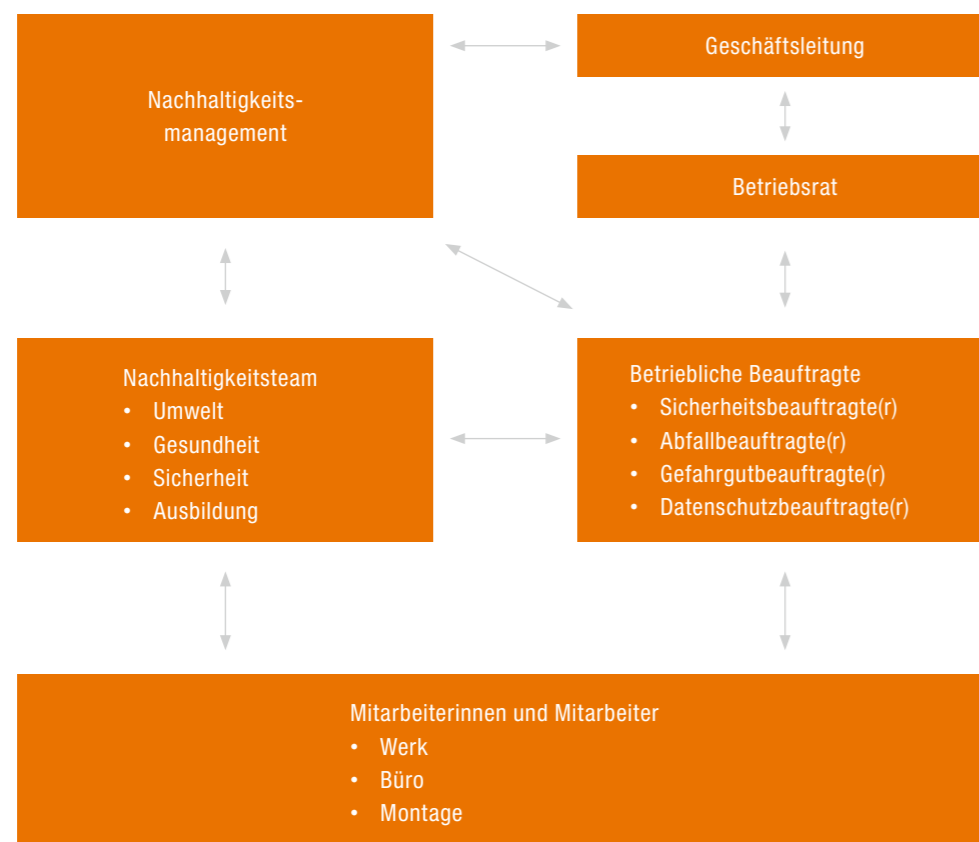 Nachhaltigkeits-
management
Geschäftsleitung
Betriebsrat
Nachhaltigkeitsteam
• Umwelt
• Gesundheit
• Sicherheit
• Ausbildung
Betriebliche Beauftragte
• Sicherheitsbeauftragte(r)
• Abfallbeauftragte(r)
• Gefahrgutbeauftragte(r)
• Datenschutzbeauftragte(r)
Mitarbeiterinnen und Mitarbeiter
• Werk
• Büro
• Montage